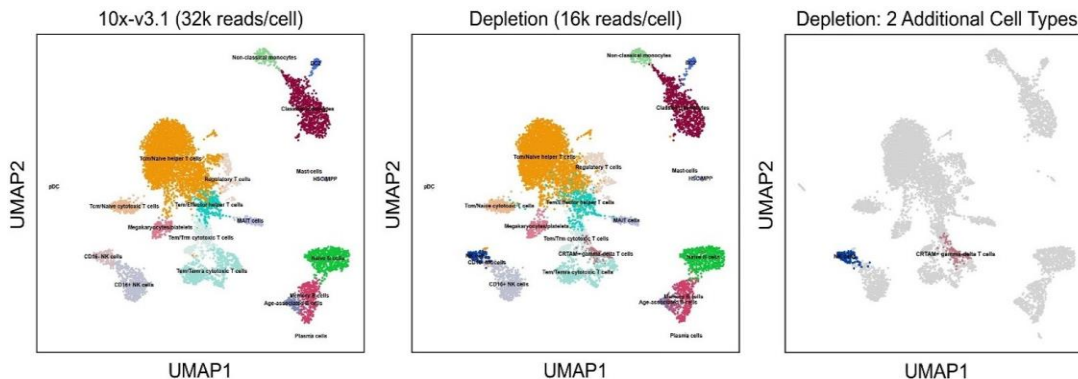 10x-v3.1 (32k reads/cell)
Non-classical monocytes
DC2
Tcm/Naive helper T cells
Regulatory T cells
Mast cells
HSC/MPP
pDC
Tcm/Naive cytotoxic T cells
Tem/Effector helper T cells
MAIT cells
Megakaryocytes/platelets
Tem/Trm cytotoxic T cells
CD16- NK cells
Tem/Temra cytotoxic T cells
CD16+ NK cells
Naive B cells
Memory B cells
Age-associated B cells
Plasma cells
UMAP2
UMAP1
Depletion (16k reads/cell)
Non-classical monocytes
DC2
Tcm/Naive helper T cells
Regulatory T cells
Mast cells
HSC/MPP
pDC
Tcm/Naive cytotoxic T cells
Tem/Effector helper T cells
MAIT cells
Megakaryocytes/platelets
Tem/Trm cytotoxic T cells
CRTAM+ gamma-delta T cells
Tem/Temra cytotoxic T cells
CD16+ NK cells
Naive B cells
Memory B cells
Age-associated B cells
Plasma cells
UMAP2
UMAP1
Depletion: 2 Additional Cell Types
CRTAM+ gamma-delta T cells
UMAP2
UMAP1